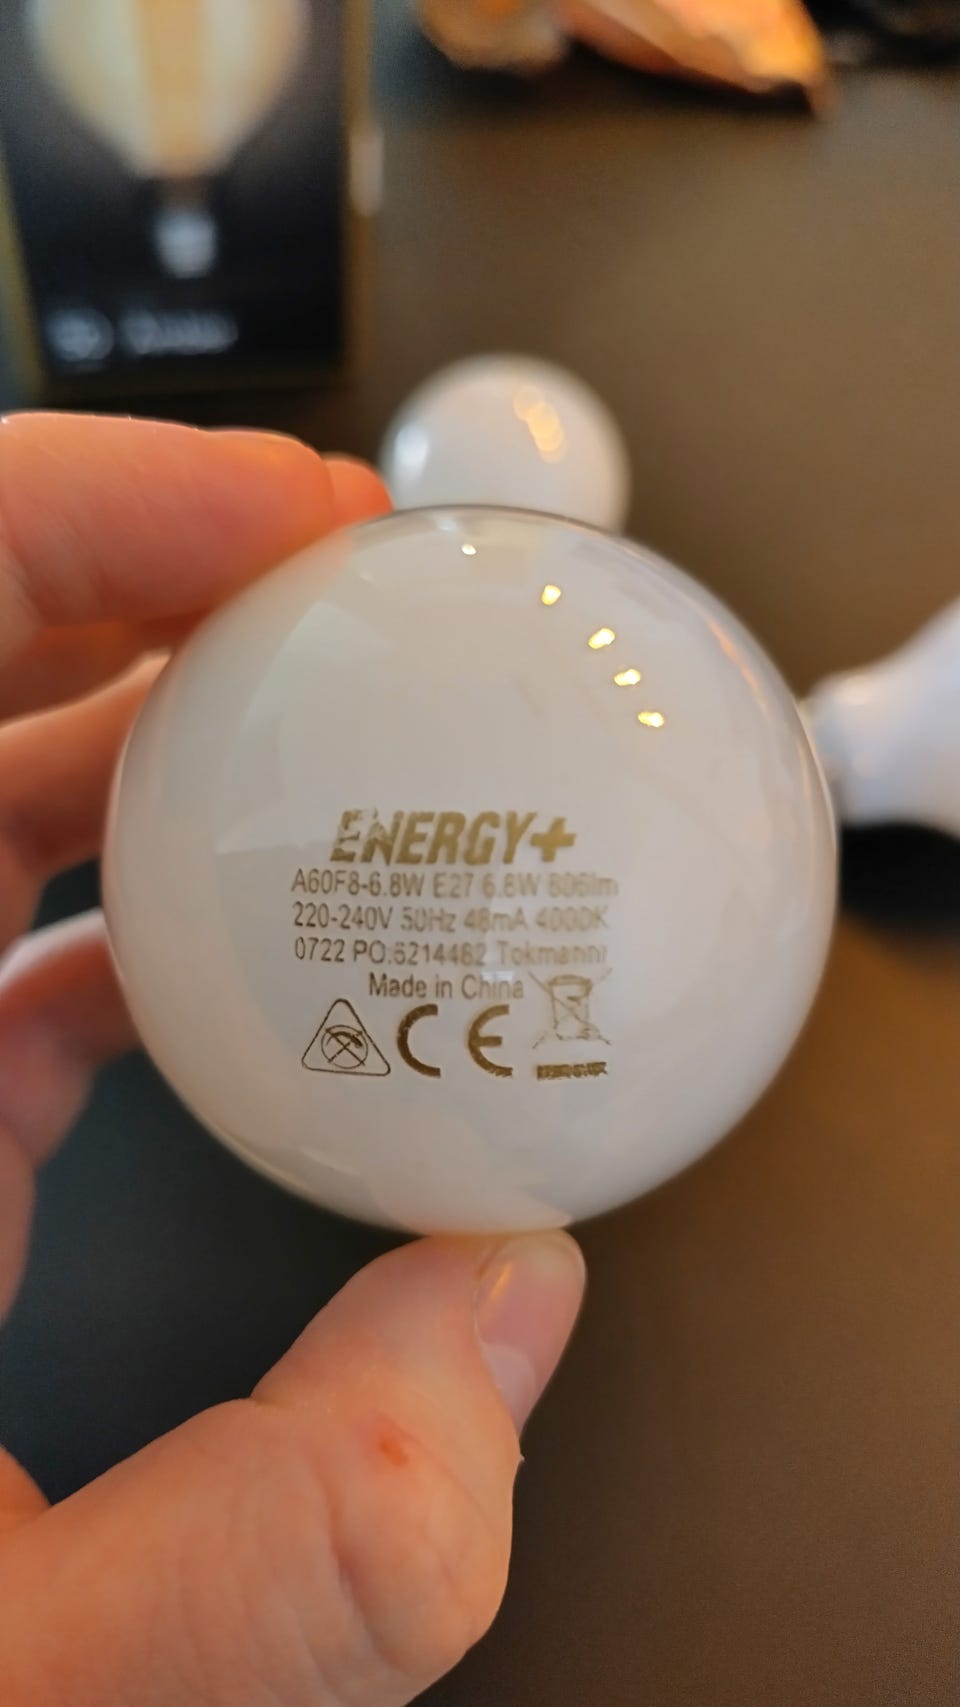 ENERGY+
A60F8-6.8W E27 6.8W 806lm
220-240V 50Hz 48mA 4000K
0722 PO.6214482 Tokmanni
Made in China
CE